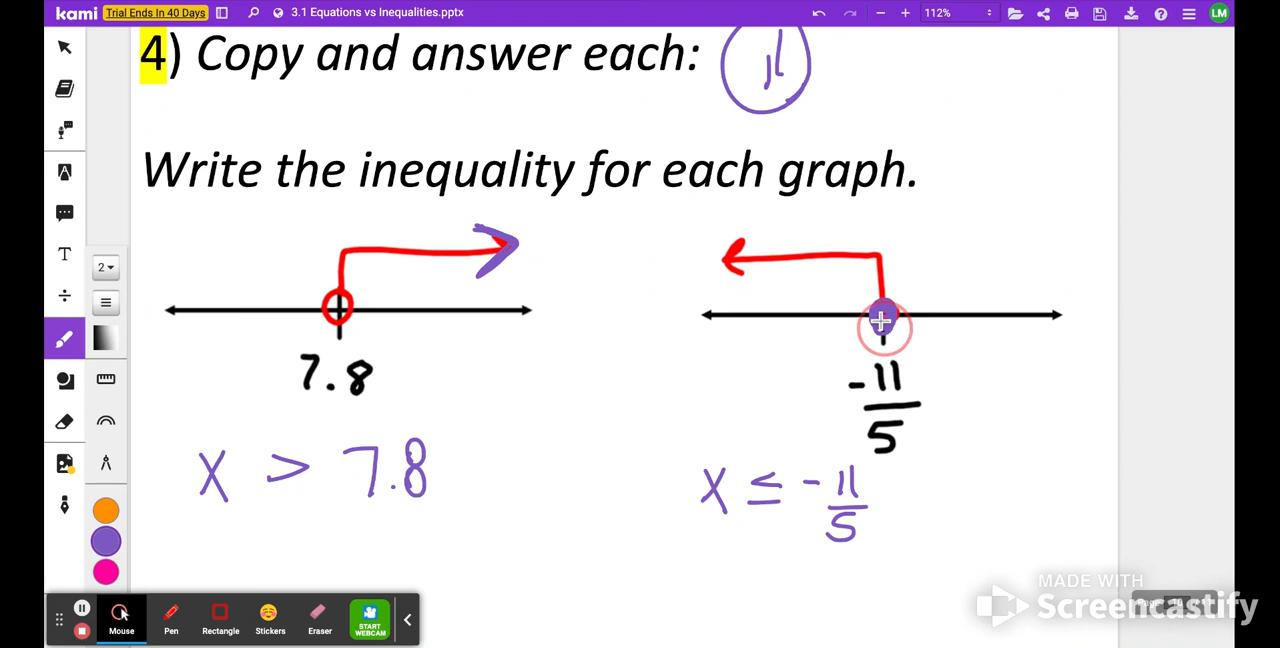 kami Trial Ends In 40 Days 3.1 Equations vs Inequalities.pptx 112% LM
4) Copy and answer each: 11
Write the inequality for each graph.
2
T
7.8
-11
5
x > 7.8
x ≤ -11
5
MADE WITH
Screencastify
Mouse Pen Rectangle Stickers Eraser START
WEBCAM